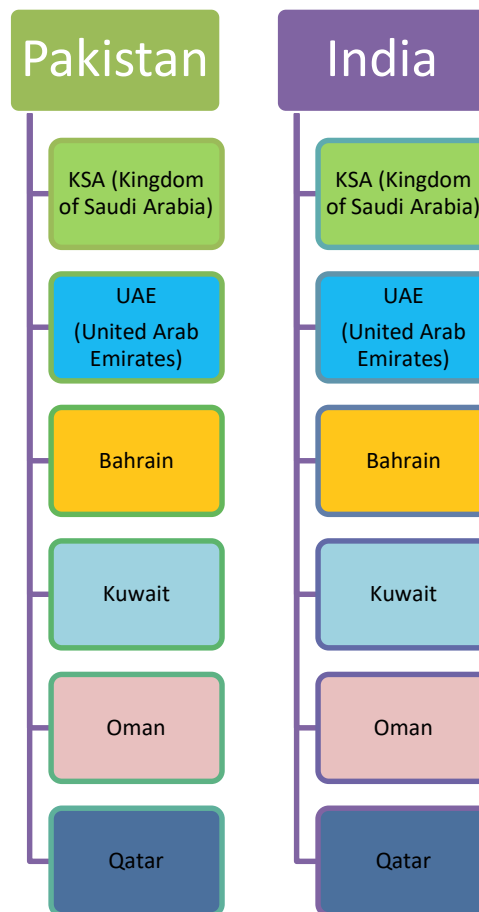 Pakistan
KSA (Kingdom
of Saudi Arabia)
UAE
(United Arab
Emirates)
Bahrain
Kuwait
Oman
Qatar
India
KSA (Kingdom
of Saudi Arabia)
UAE
(United Arab
Emirates)
Bahrain
Kuwait
Oman
Qatar